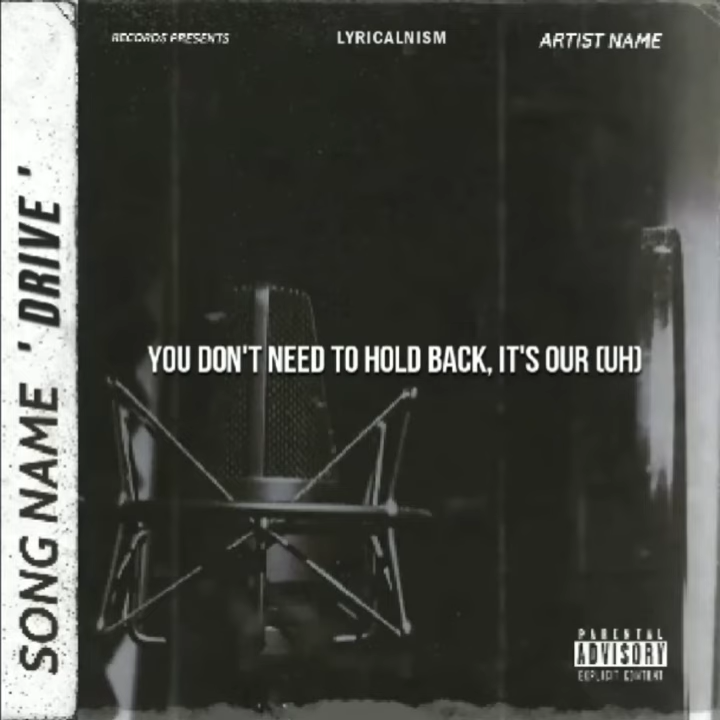 RECORDS PRESENTS
LYRICALNISM
ARTIST NAME
SONG NAME ' DRIVE '
YOU DON'T NEED TO HOLD BACK, IT'S OUR (UH)
PARENTAL
ADVISORY
EXPLICIT CONTENT